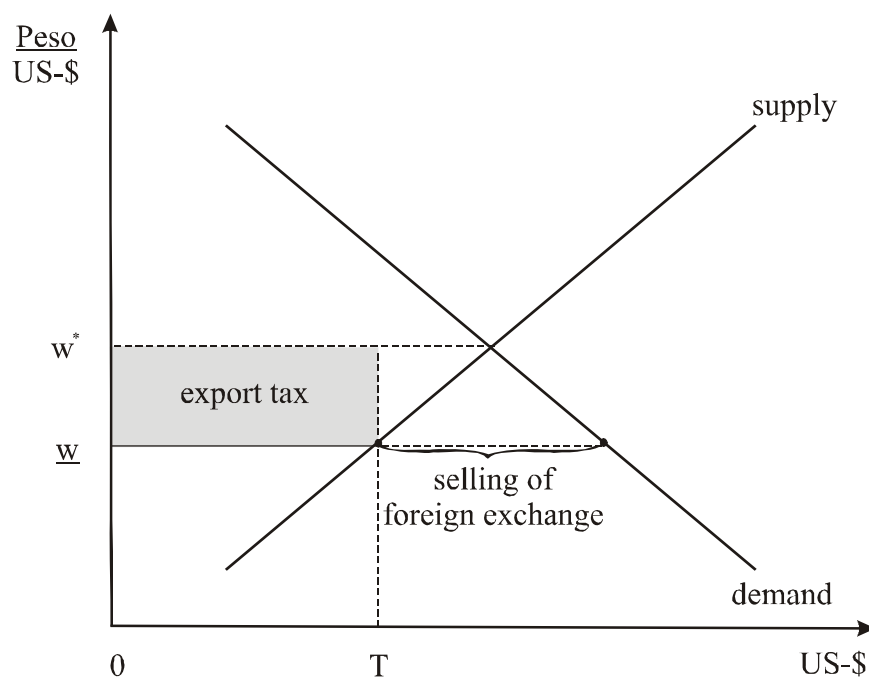 Peso
US-$
supply
w*
export tax
w
selling of
foreign exchange
demand
0
T
US-$